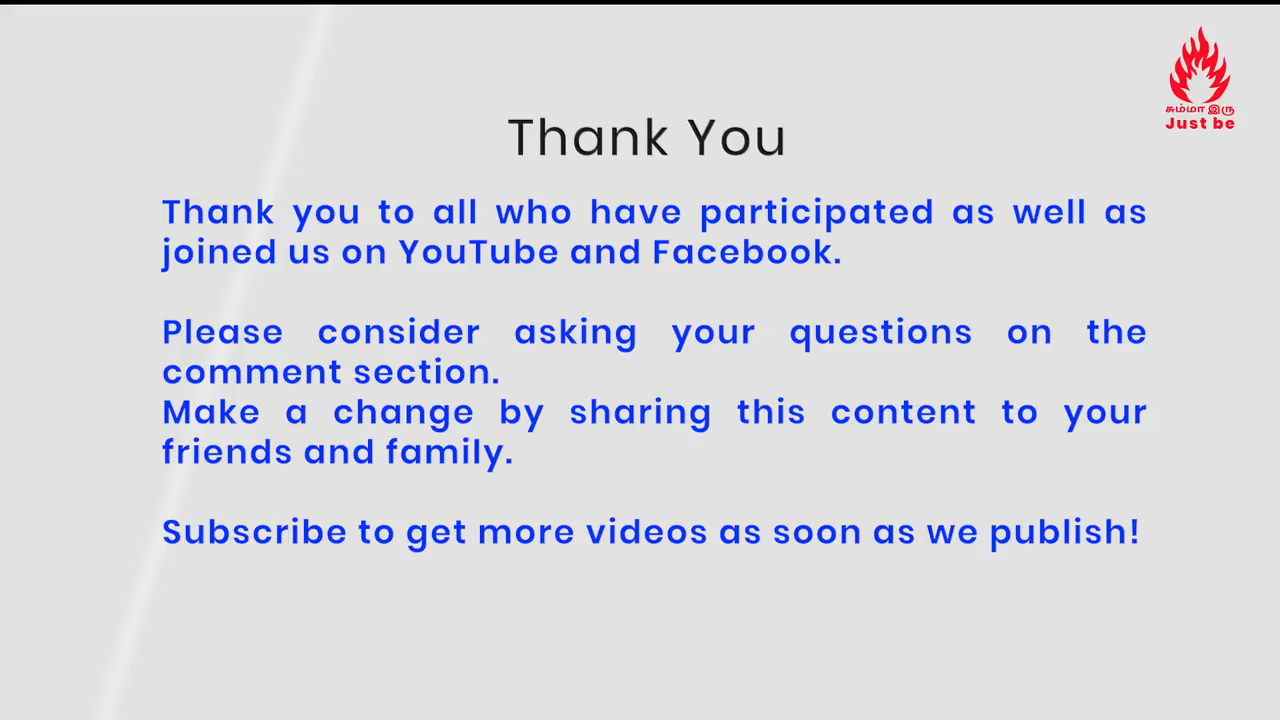 சும்மா இரு
Just be
Thank You
Thank you to all who have participated as well as
joined us on YouTube and Facebook.
Please consider asking your questions on the
comment section.
Make a change by sharing this content to your
friends and family.
Subscribe to get more videos as soon as we publish!